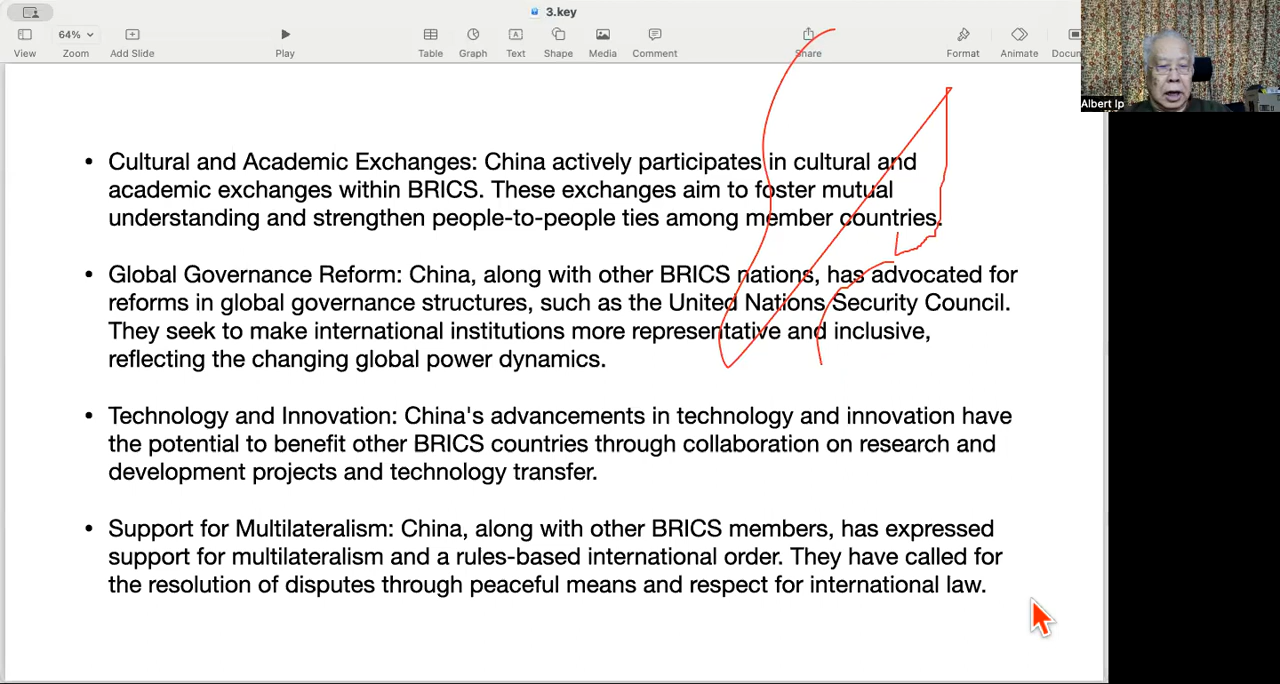 3.key
64%
View Zoom Add Slide Play Table Graph Text Shape Media Comment Share Format Animate Docum
Albert Ip
• Cultural and Academic Exchanges: China actively participates in cultural and
academic exchanges within BRICS. These exchanges aim to foster mutual
understanding and strengthen people-to-people ties among member countries.
• Global Governance Reform: China, along with other BRICS nations, has advocated for
reforms in global governance structures, such as the United Nations Security Council.
They seek to make international institutions more representative and inclusive,
reflecting the changing global power dynamics.
• Technology and Innovation: China's advancements in technology and innovation have
the potential to benefit other BRICS countries through collaboration on research and
development projects and technology transfer.
• Support for Multilateralism: China, along with other BRICS members, has expressed
support for multilateralism and a rules-based international order. They have called for
the resolution of disputes through peaceful means and respect for international law.